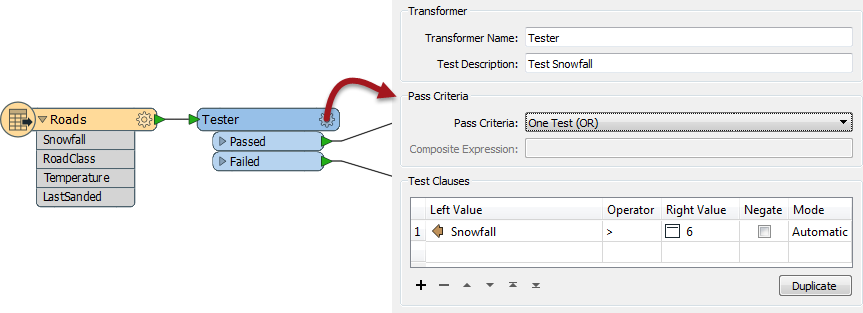 Roads
Snowfall
RoadClass
Temperature
LastSanded
Tester
Passed
Failed
Transformer
Transformer Name: Tester
Test Description: Test Snowfall
Pass Criteria
Pass Criteria: One Test (OR)
Composite Expression:
Test Clauses
Left Value Operator Right Value Negate Mode
1 Snowfall > 6 Automatic
Duplicate